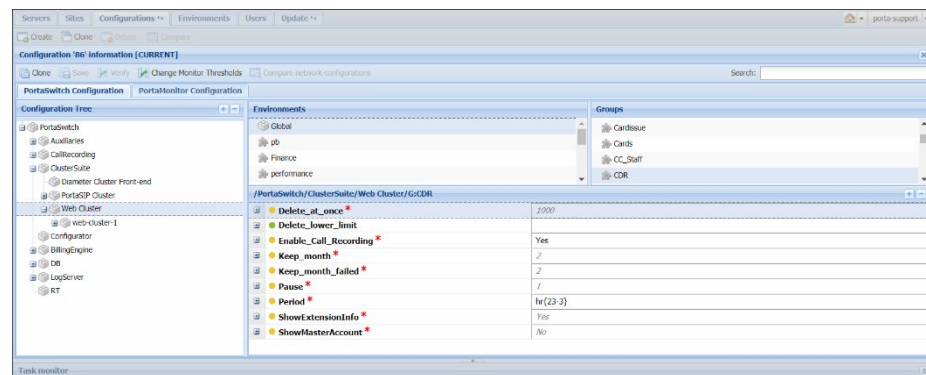 Servers Sites Configurations Environments Users Update porta-support
Create Clone Delete Compare
Configuration '86' information [CURRENT]
Clone Save Verify Change Monitor Thresholds Compare network configurations Search:
PortaSwitch Configuration PortaMonitor Configuration
Configuration Tree
PortaSwitch
Auxiliaries
CallRecording
ClusterSuite
Diameter Cluster Front-end
PortaSIP Cluster
Web Cluster
web-cluster-1
Configurator
BillingEngine
DB
LogServer
RT
Environments
Global
pb
Finance
performance
Groups
Cardissue
Cards
CC_Staff
CDR
/PortaSwitch/ClusterSuite/Web Cluster/G:CDR
Delete_at_once * 1000
Delete_lower_limit
Enable_Call_Recording * Yes
Keep_month * 2
Keep_month_failed * 2
Pause * 1
Period * hr{23-3}
ShowExtensionInfo * Yes
ShowMasterAccount * No
Task monitor